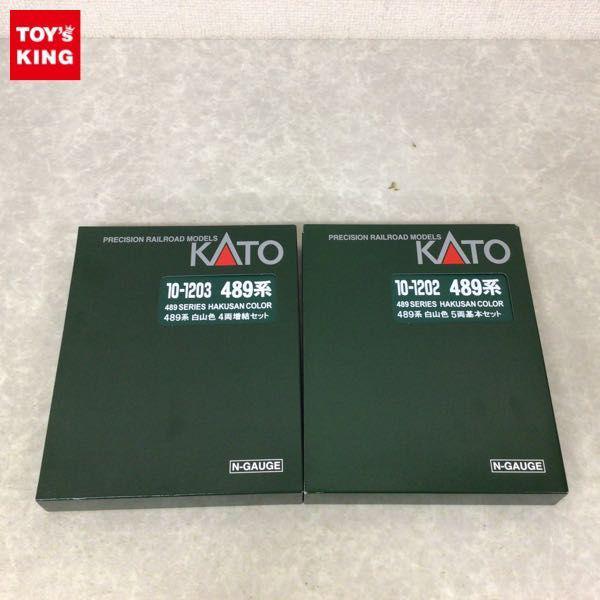 TOY's
KING
PRECISION RAILROAD MODELS
KATO
10-1203 489系
489 SERIES HAKUSAN COLOR
489系 白山色 4両増結セット
N-GAUGE
PRECISION RAILROAD MODELS
KATO
10-1202 489系
489 SERIES HAKUSAN COLOR
489系 白山色 5両基本セット
N-GAUGE